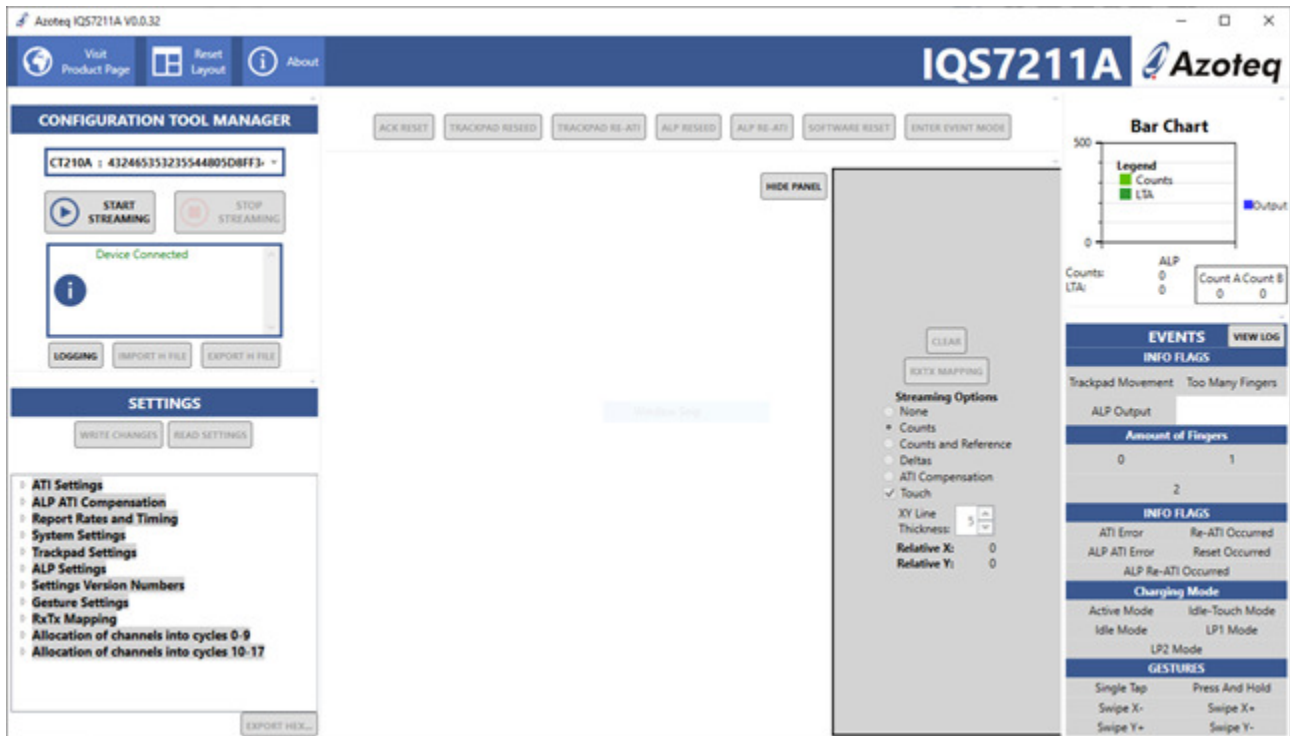 Azoteq IQS7211A V0.0.32
Visit
Product Page
Reset
Layout
About
IQS7211A
Azoteq
CONFIGURATION TOOL MANAGER
CT210A : 432465353235544805D8FF3
START
STREAMING
STOP
STREAMING
Device Connected
LOGGING
IMPORT H FILE
EXPORT H FILE
SETTINGS
WRITE CHANGES
READ SETTINGS
ATI Settings
ALP ATI Compensation
Report Rates and Timing
System Settings
Trackpad Settings
ALP Settings
Settings Version Numbers
Gesture Settings
RxTx Mapping
Allocation of channels into cycles 0-9
Allocation of channels into cycles 10-17
EXPORT HEX...
ACK RESET
TRACKPAD RESEED
TRACKPAD RE-ATI
ALP RESEED
ALP RE-ATI
SOFTWARE RESET
ENTER EVENT MODE
HIDE PANEL
CLEAR
RXTX MAPPING
Streaming Options
None
Counts
Counts and Reference
Deltas
ATI Compensation
Touch
XY Line
Thickness: 5
Relative X: 0
Relative Y: 0
Bar Chart
500
Legend
Counts
LTA
Output
0
ALP
Counts: 0
LTA: 0
Count A Count B
0 0
EVENTS
VIEW LOG
INFO FLAGS
Trackpad Movement Too Many Fingers
ALP Output
Amount of Fingers
0 1
2
INFO FLAGS
ATI Error Re-ATI Occurred
ALP ATI Error Reset Occurred
ALP Re-ATI Occurred
Charging Mode
Active Mode Idle-Touch Mode
Idle Mode LP1 Mode
LP2 Mode
GESTURES
Single Tap Press And Hold
Swipe X- Swipe X+
Swipe Y+ Swipe Y-